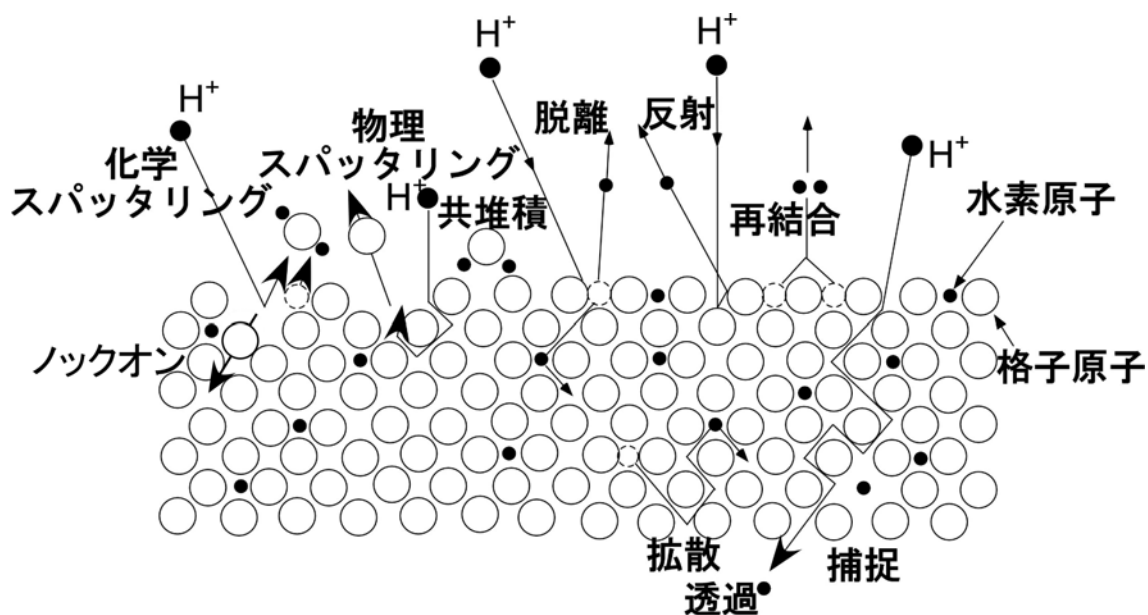 H⁺
H⁺
H⁺
化学
スパッタリング
物理
スパッタリング
H⁺
共堆積
脱離
反射
再結合
H⁺
水素原子
ノックオン
格子原子
拡散
透過
捕捉